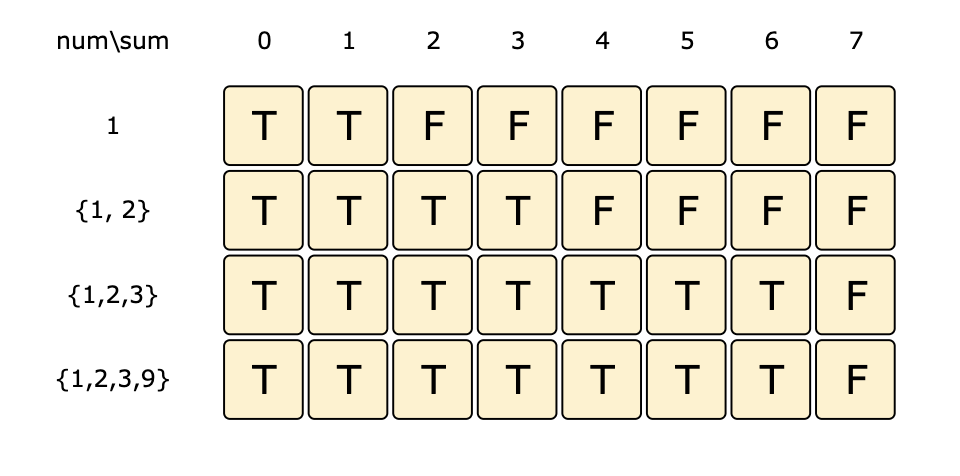 num\sum 0 1 2 3 4 5 6 7
1 T T F F F F F F
{1, 2} T T T T F F F F
{1,2,3} T T T T T T T F
{1,2,3,9} T T T T T T T F